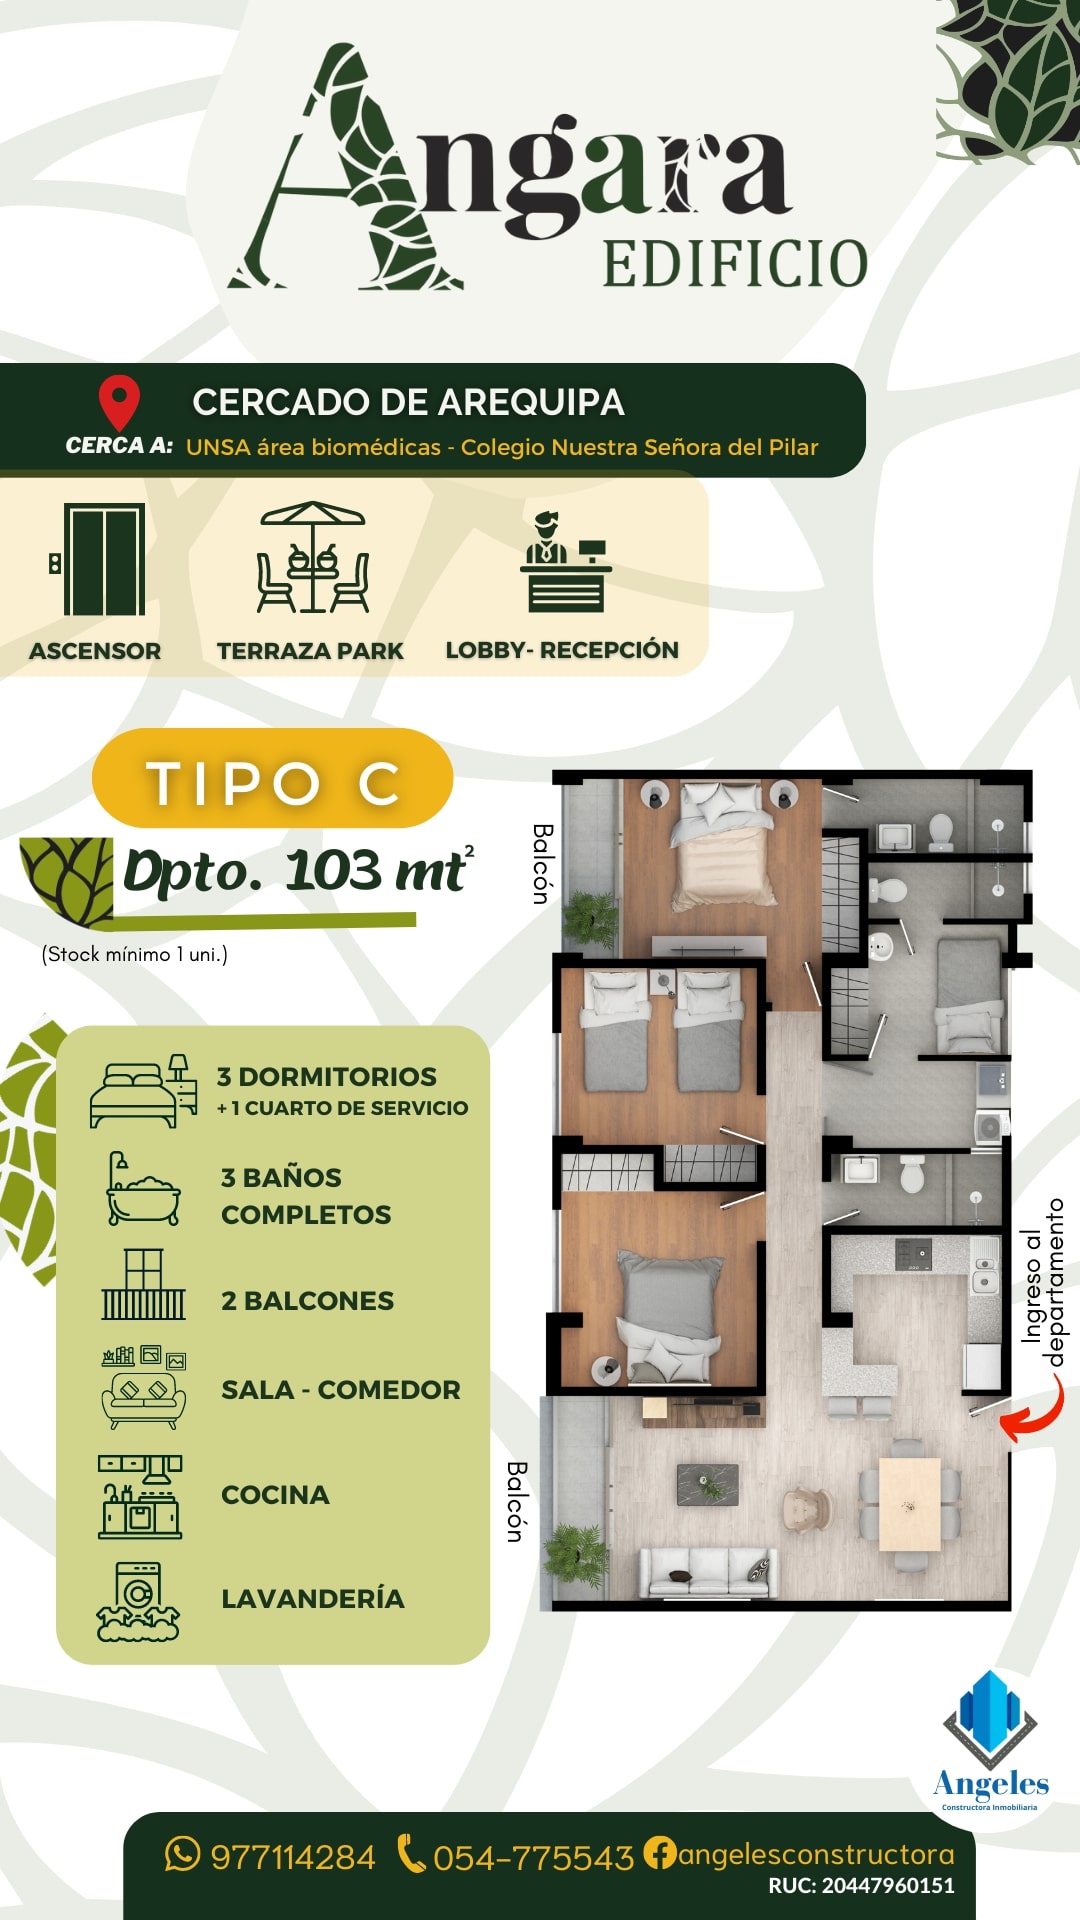 Angara
EDIFICIO
CERCADO DE AREQUIPA
CERCA A: UNSA área biomédicas - Colegio Nuestra Señora del Pilar
ASCENSOR
TERRAZA PARK
LOBBY- RECEPCIÓN
TIPO C
Dpto. 103 mt²
(Stock mínimo 1 uni.)
3 DORMITORIOS
+ 1 CUARTO DE SERVICIO
3 BAÑOS
COMPLETOS
2 BALCONES
SALA - COMEDOR
COCINA
LAVANDERÍA
Balcón
Balcón
Ingreso al
departamento
Angeles
Constructora Inmobiliaria
977114284
054-775543
angelesconstructora
RUC: 20447960151